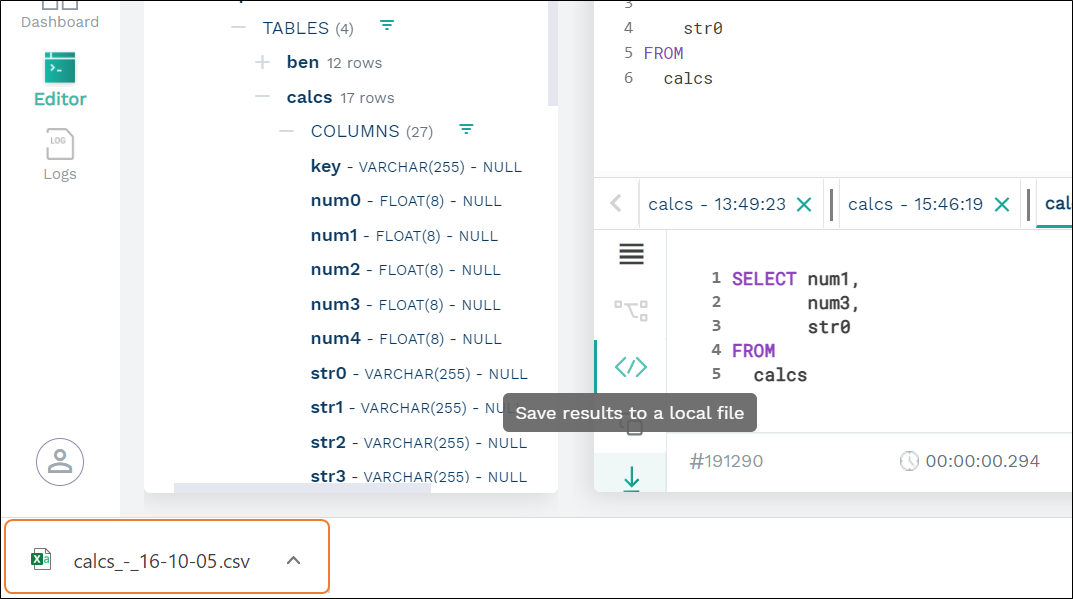 Dashboard
Editor
LOG
Logs
TABLES (4)
ben 12 rows
calcs 17 rows
COLUMNS (27)
key - VARCHAR(255) - NULL
num0 - FLOAT(8) - NULL
num1 - FLOAT(8) - NULL
num2 - FLOAT(8) - NULL
num3 - FLOAT(8) - NULL
num4 - FLOAT(8) - NULL
str0 - VARCHAR(255) - NULL
str1 - VARCHAR(255) - NU
str2 - VARCHAR(255) - NULL
str3 - VARCHAR(255) - NULL
3
4 str0
5 FROM
6 calcs
calcs - 13:49:23
calcs - 15:46:19
cal
1 SELECT num1,
2 num3,
3 str0
4 FROM
5 calcs
Save results to a local file
#191290
00:00:00.294
calcs_-_16-10-05.csv